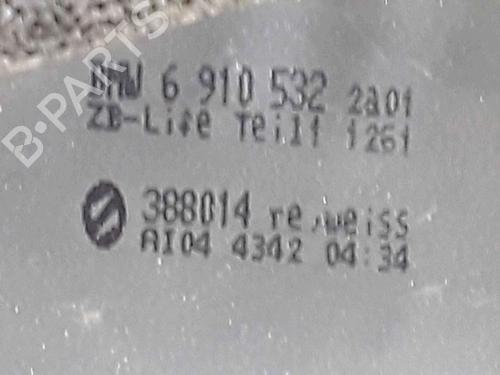 BMW 6 910 532 2a01
ZB-Life Teil1 1261
388014 re/weiss
AI04 4342 04:34
B-PARTS